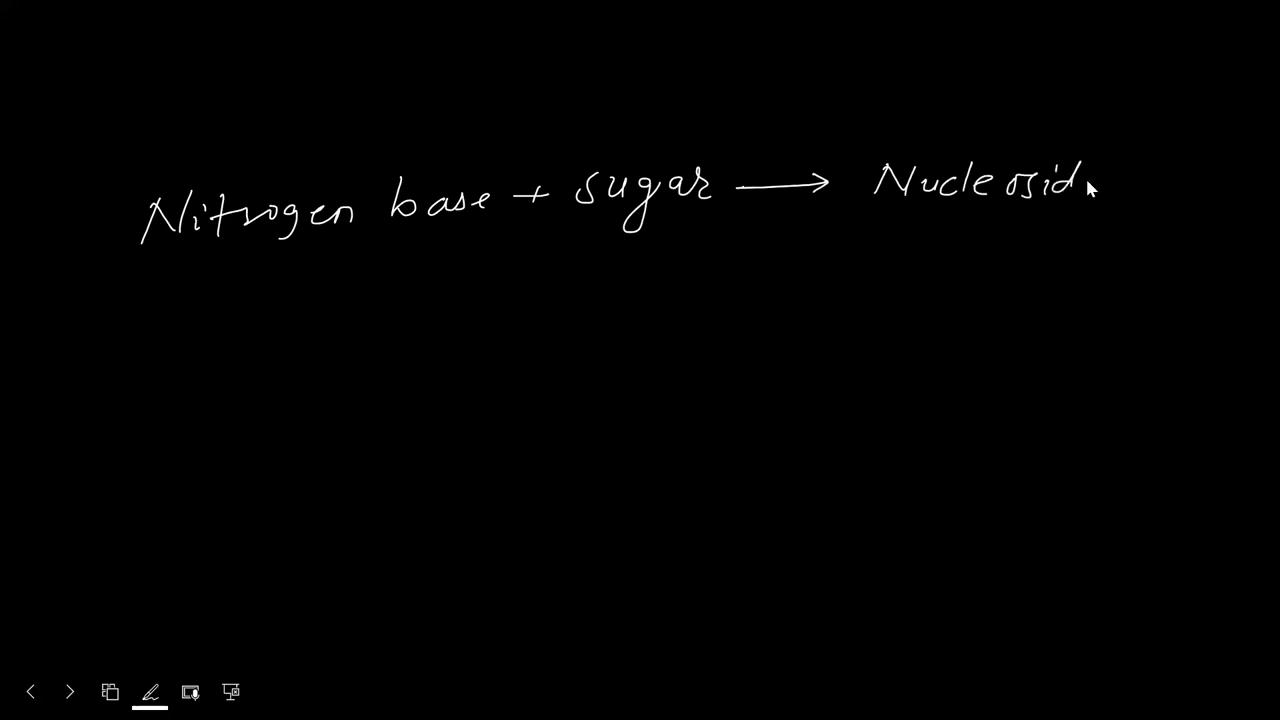 Nitrogen base + sugar → Nucleosid